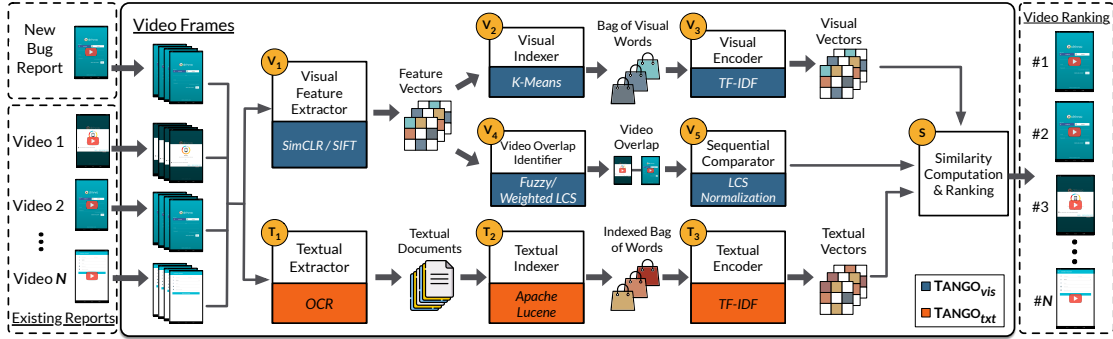 New
Bug
Report
Video 1
Video 2
Video N
Existing Reports
Video Frames
V1
Visual
Feature
Extractor
SimCLR / SIFT
Feature
Vectors
V2
Visual
Indexer
K-Means
Bag of Visual
Words
V3
Visual
Encoder
TF-IDF
Visual
Vectors
V4
Video Overlap
Identifier
Fuzzy/
Weighted LCS
Video
Overlap
V5
Sequential
Comparator
LCS
Normalization
S
Similarity
Computation
& Ranking
T1
Textual
Extractor
OCR
Textual
Documents
T2
Textual
Indexer
Apache
Lucene
Indexed Bag
of Words
T3
Textual
Encoder
TF-IDF
Textual
Vectors
TANGOvis
TANGOtxt
Video Ranking
#1
#2
#3
#N